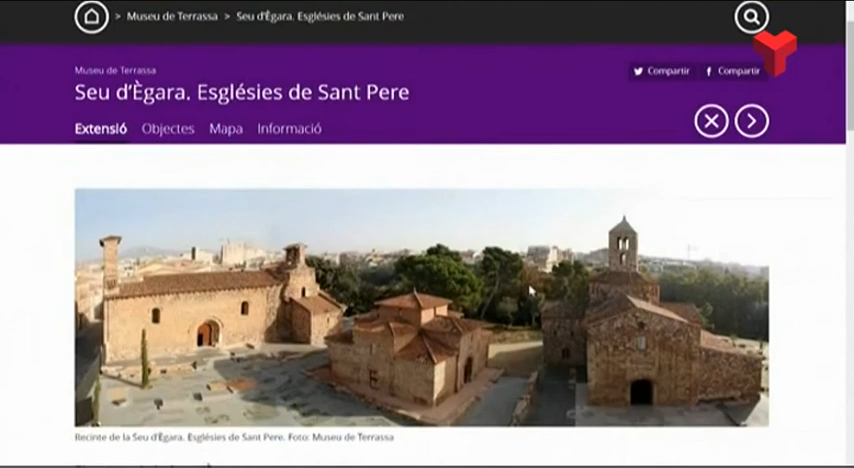 > Museu de Terrassa > Seu d'Ègara. Esglésies de Sant Pere
Museu de Terrassa
Compartir Compartir
Seu d'Ègara. Esglésies de Sant Pere
Extensió Objectes Mapa Informació
Recinte de la Seu d'Ègara. Esglésies de Sant Pere. Foto: Museu de Terrassa